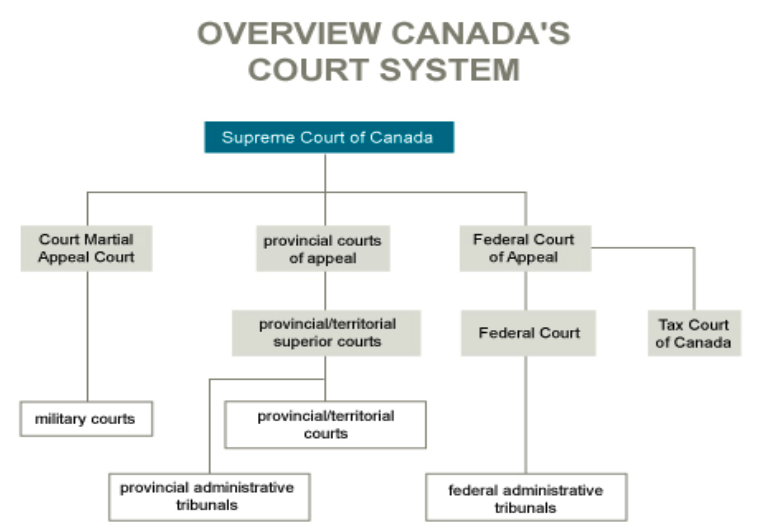 OVERVIEW CANADA'S
COURT SYSTEM
Supreme Court of Canada
Court Martial
Appeal Court
provincial courts
of appeal
Federal Court
of Appeal
provincial/territorial
superior courts
Federal Court
Tax Court
of Canada
military courts
provincial/territorial
courts
provincial administrative
tribunals
federal administrative
tribunals